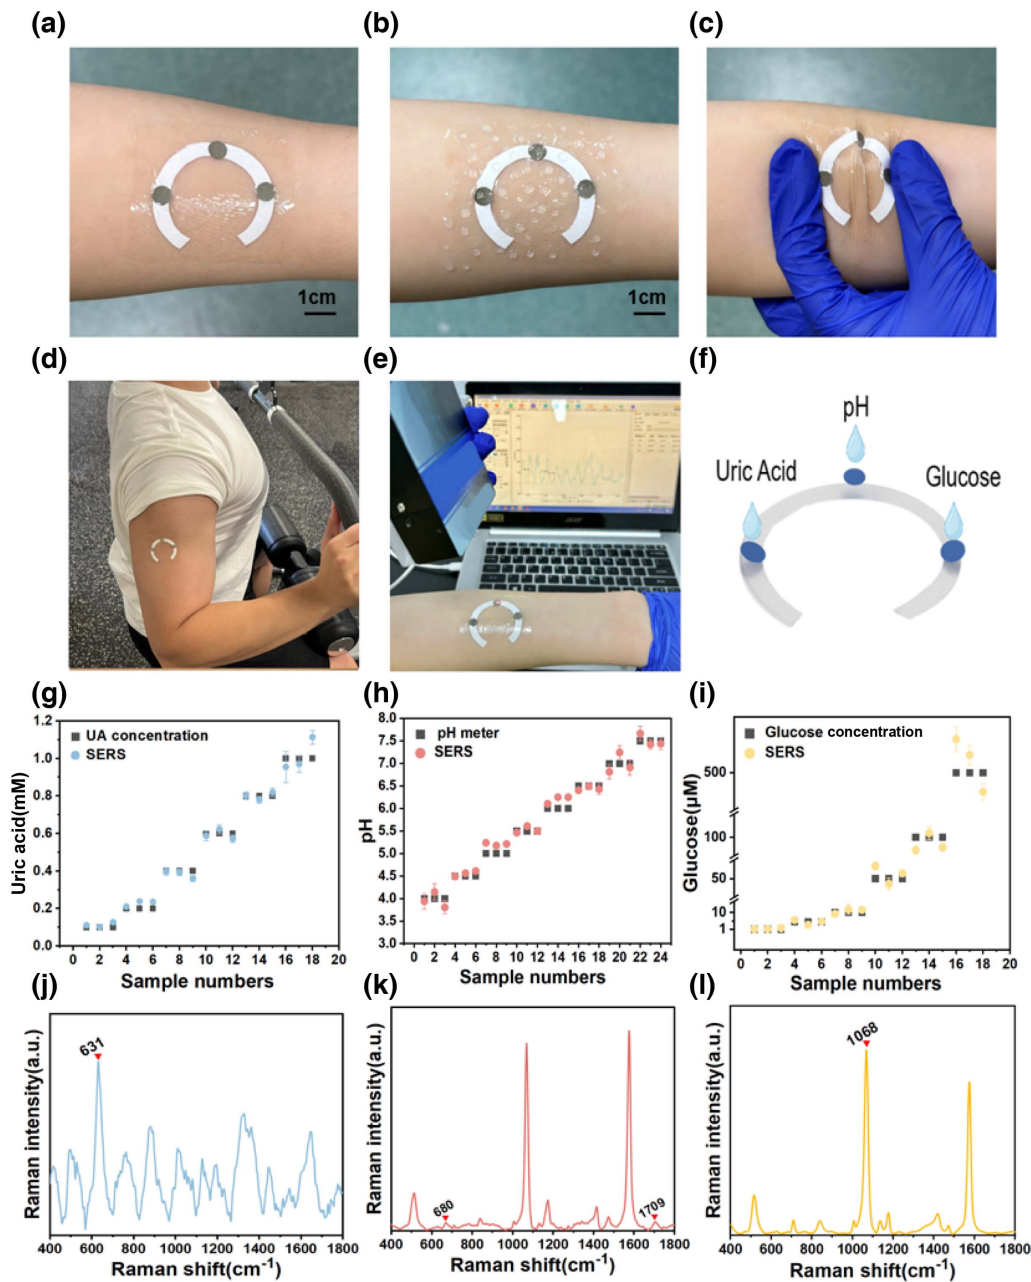 (a)
(b)
(c)
1cm
1cm
(d)
(e)
(f)
acer
pH
Uric Acid
Glucose
(g)
(h)
(i)
1.2
1.0
0.8
0.6
0.4
0.2
0.0
Uric acid(mM)
UA concentration
SERS
0 2 4 6 8 10 12 14 16 18 20
Sample numbers
8.0
7.5
7.0
6.5
6.0
5.5
5.0
4.5
4.0
3.5
3.0
pH
pH meter
SERS
0 2 4 6 8 10 12 14 16 18 20 22 24
Sample numbers
500
100
50
10
1
Glucose(μM)
Glucose concentration
SERS
0 2 4 6 8 10 12 14 16 18 20
Sample numbers
(j)
(k)
(l)
Raman intensity(a.u.)
631
400 600 800 1000 1200 1400 1600 1800
Raman shift(cm⁻¹)
Raman intensity(a.u.)
680
1709
400 600 800 1000 1200 1400 1600 1800
Raman shift(cm⁻¹)
Raman intensity(a.u.)
1068
400 600 800 1000 1200 1400 1600 1800
Raman shift(cm⁻¹)